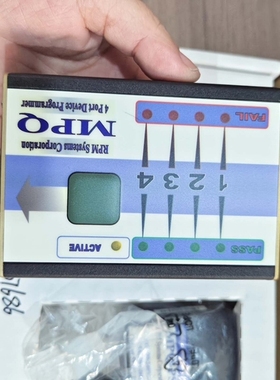 RPM Systems Corporation
MPQ
4 Port Device Programmer
ACTIVE
PASS
1 2 3 4
FAIL